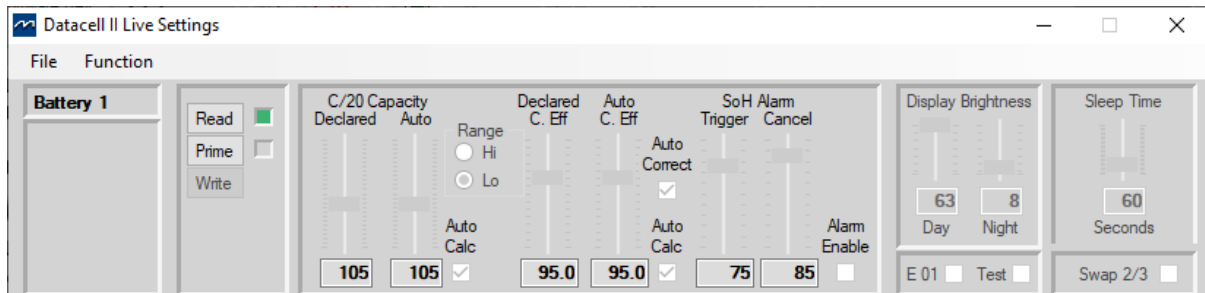 Datacell II Live Settings
File Function
Battery 1
Read
Prime
Write
C/20 Capacity
Declared Auto
Range
Hi
Lo
Auto
Calc
105 105
Declared
C. Eff
Auto
C. Eff
Auto
Correct
Auto
Calc
95.0 95.0
SoH Alarm
Trigger Cancel
Alarm
Enable
75 85
Display Brightness
63 8
Day Night
E 01 Test
Sleep Time
60
Seconds
Swap 2/3